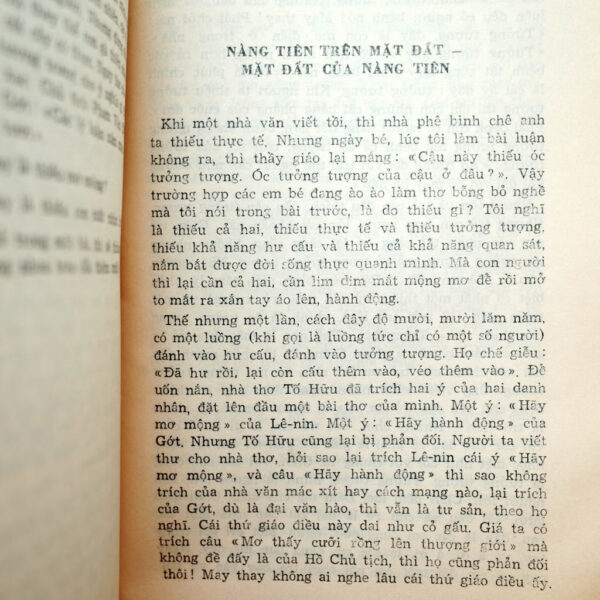 NÀNG TIÊN TRÊN MẶT ĐẤT —
MẶT ĐẤT CỦA NÀNG TIÊN
Khi một nhà văn viết tồi, thì nhà phê bình chê anh
ta thiếu thực tế. Nhưng ngày bé, lúc tôi làm bài luận
không ra, thì thầy giáo lại mắng: «Cậu này thiếu óc
tưởng tượng. Óc tưởng tượng của cậu ở đâu?». Vậy
trường hợp các em bé đang ào ào làm thơ bỗng bỏ nghề
mà tôi nói trong bài trước, là do thiếu gì? Tôi nghĩ
là thiếu cả hai, thiếu thực tế và thiếu tưởng tượng,
thiếu khả năng hư cấu và thiếu cả khả năng quan sát,
nắm bắt được đời sống thực quanh mình. Mà con người
thì lại cần cả hai, cần lim dim mắt mộng mơ để rồi mở
to mắt ra xắn tay áo lên, hành động.
Thế nhưng một lần, cách đây độ mười, mười lăm năm,
có một luồng (khi gọi là luồng tức chỉ có một số người)
đánh vào hư cấu, đánh vào tưởng tượng. Họ chế giễu:
«Đã hư rồi, lại còn cấu thêm vào, véo thêm vào». Để
uốn nắn, nhà thơ Tố Hữu đã trích hai ý của hai danh
nhân, đặt lên đầu một bài thơ của mình. Một ý: «Hãy
mơ mộng» của Lê-nin. Một ý: «Hãy hành động» của
Gớt. Nhưng Tố Hữu cũng lại bị phản đối. Người ta viết
thư cho nhà thơ, hỏi sao lại trích Lê-nin cái ý «Hãy
mơ mộng», và câu «Hãy hành động» thì sao không
trích của nhà văn mác xít hay cách mạng nào, lại trích
của Gớt, dù là đại văn hào, thì vẫn là tư sản, theo họ
nghĩ. Cái thứ giáo điều này dai như cỏ gấu. Giá ta có
trích câu «Mơ thấy cưỡi rồng lên thượng giới» mà
không đề đấy là của Hồ Chủ tịch, thì họ cũng phản đối
thôi! May thay không ai nghe lâu cái thứ giáo điều ấy.